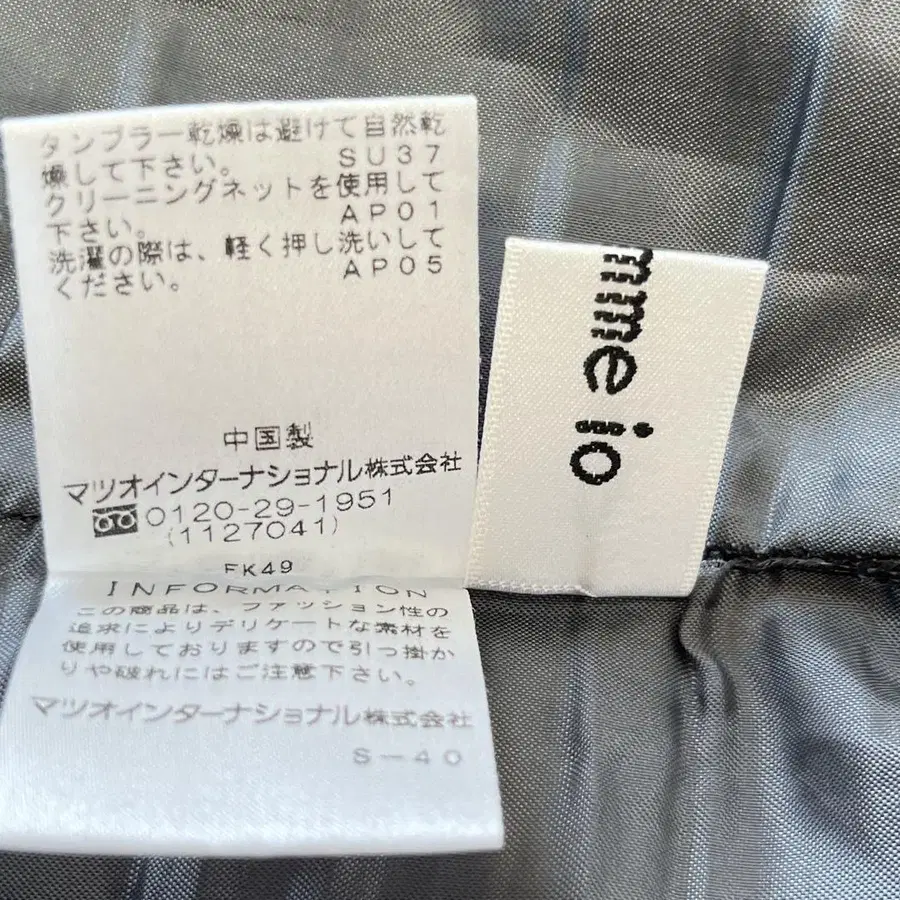 タンブラー乾燥は避けて自然乾
燥して下さい。 SU37
クリーニングネットを使用して
下さい。 AP01
洗濯の際は、軽く押し洗いして
ください。 AP05
中国製
マツオインターナショナル株式会社
0120-29-1951
(1127041)
FK49
INFORMATION
この商品は、ファッション性の
追求によりデリケートな素材を
使用しておりますので引っ掛か
りや破れにはご注意下さい。
マツオインターナショナル株式会社
S-40
mme io